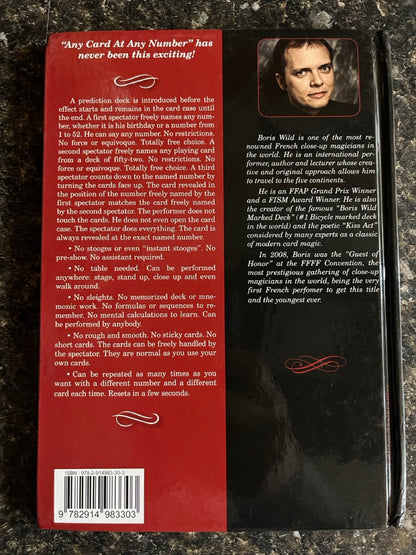 "Any Card At Any Number" has
never been this exciting!
A prediction deck is introduced before the
effect starts and remains in the card case until
the end. A first spectator freely names any num-
ber, whether it is his birthday or a number from
1 to 52. He can say any number. No restrictions.
No force or equivoque. Totally free choice. A
second spectator freely names any playing card
from a deck of fifty-two. No restrictions. No
force or equivoque. Totally free choice. A third
spectator counts down to the named number by
turning the cards face up. The card revealed in
the position of the number freely named by the
first spectator matches the card freely named
by the second spectator. The performer does not
touch the cards. He does not even open the card
case. The spectator does everything. The card is
always revealed at the exact named number.
• No stooges or even "instant stooges". No
pre-show. No assistant required.
• No table needed. Can be performed
anywhere: stage, stand up, close up and even
walk around.
• No sleights. No memorized deck or mne-
monic work. No formulas or sequences to re-
member. No mental calculations to learn. Can
be performed by anybody.
• No rough and smooth. No sticky cards. No
short cards. The cards can be freely handled by
the spectator. They are normal as you use your
own cards.
• Can be repeated as many times as you
want with a different number and a different
card each time. Resets in a few seconds.
ISBN : 978-2-914983-30-3
9 782914 983303
Boris Wild is one of the most re-
nowned French close-up magicians
in the world. He is an international per-
former, author and lecturer whose crea-
tive and original approach allows him
to travel to the five continents.
He is an FFAP Grand Prix Winner
and a FISM Award Winner. He is also
the creator of the famous "Boris Wild
Marked Deck" (#1 Bicycle marked deck
in the world) and the poetic "Kiss Act"
considered by many experts as a classic
of modern card magic.
In 2008, Boris was the "Guest of
Honor" at the FFFF Convention, the
most prestigious gathering of close-up
magicians in the world, being the very
first French perfomer to get this title
and the youngest ever.